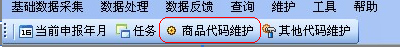 基础数据采集 数据处理 数据反馈 查询 维护 工具 帮助
15 当前申报年月 任务 商品代码维护 其他代码维护